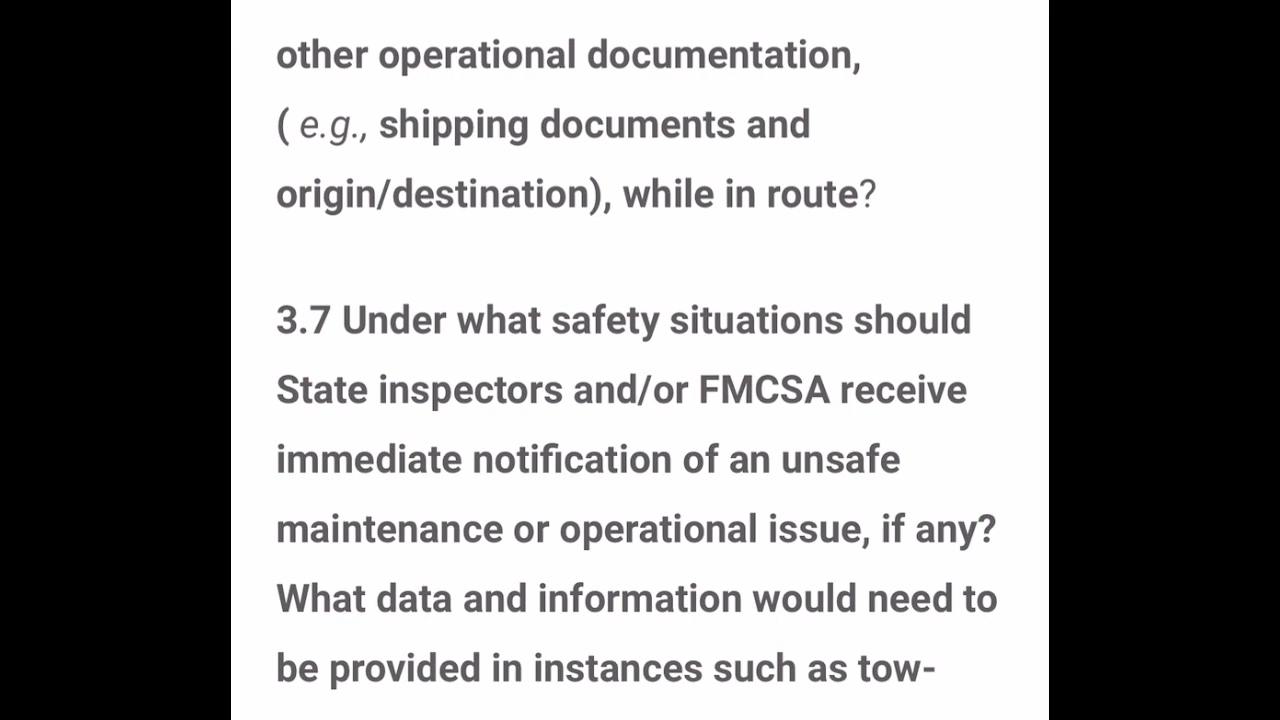 other operational documentation,
( e.g., shipping documents and
origin/destination), while in route?
3.7 Under what safety situations should
State inspectors and/or FMCSA receive
immediate notification of an unsafe
maintenance or operational issue, if any?
What data and information would need to
be provided in instances such as tow-